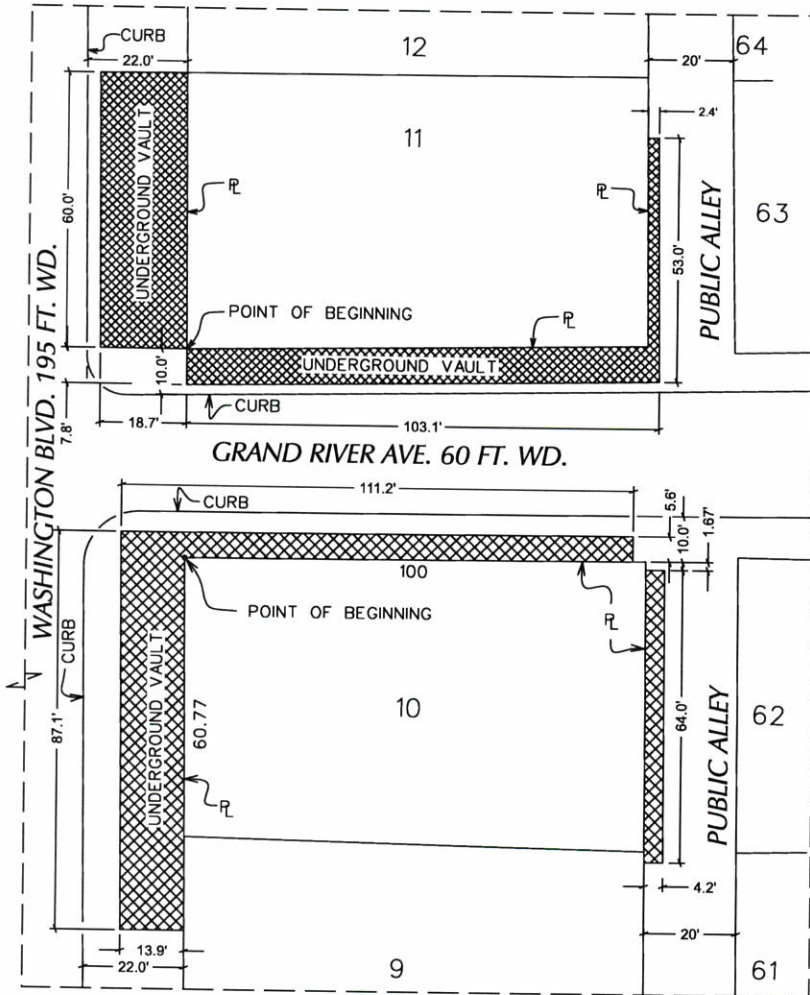 CURB
22.0'
12
20'
64
2.4'
UNDERGROUND VAULT
11
PL
PL
60.0'
53.0'
63
PUBLIC ALLEY
WASHINGTON BLVD. 195 FT. WD.
POINT OF BEGINNING
PL
10.0'
UNDERGROUND VAULT
7.8'
18.7'
CURB
103.1'
GRAND RIVER AVE. 60 FT. WD.
111.2'
CURB
5.6'
10.0'
1.67'
100
POINT OF BEGINNING
PL
CURB
UNDERGROUND VAULT
87.1'
60.77
10
64.0'
62
PUBLIC ALLEY
PL
4.2'
13.9'
20'
22.0'
9
61